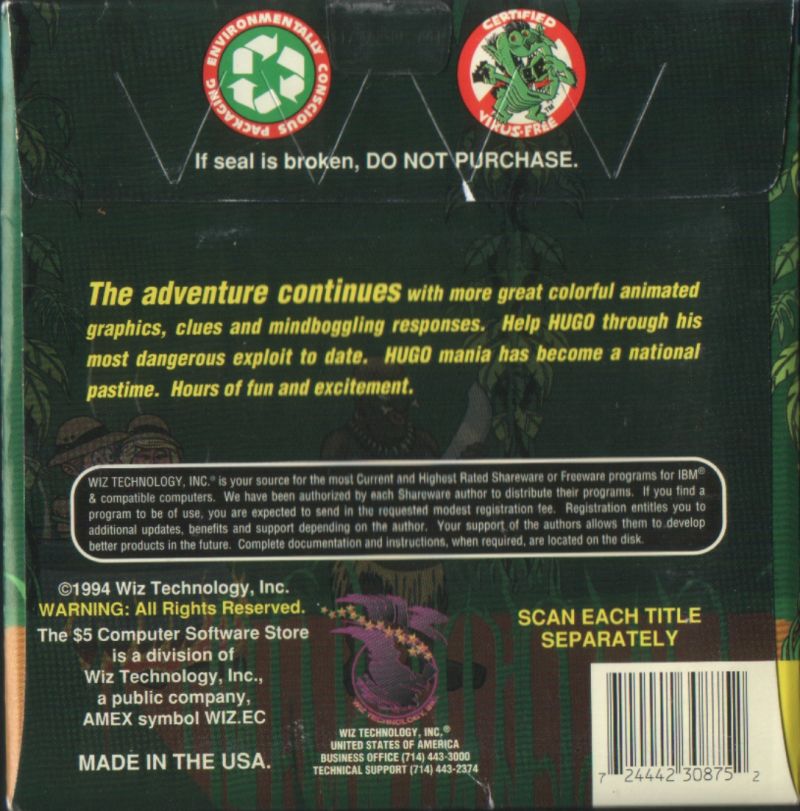 ENVIRONMENTALLY CONSCIOUS PACKAGING
CERTIFIED VIRUS-FREE ™
If seal is broken, DO NOT PURCHASE.
The adventure continues with more great colorful animated
graphics, clues and mindboggling responses. Help HUGO through his
most dangerous exploit to date. HUGO mania has become a national
pastime. Hours of fun and excitement.
WIZ TECHNOLOGY, INC.® is your source for the most Current and Highest Rated Shareware or Freeware programs for IBM®
& compatible computers. We have been authorized by each Shareware author to distribute their programs. If you find a
program to be of use, you are expected to send in the requested modest registration fee. Registration entitles you to
additional updates, benefits and support depending on the author. Your support of the authors allows them to develop
better products in the future. Complete documentation and instructions, when required, are located on the disk.
©1994 Wiz Technology, Inc.
WARNING: All Rights Reserved.
The $5 Computer Software Store
is a division of
Wiz Technology, Inc.,
a public company,
AMEX symbol WIZ.EC
MADE IN THE USA.
WIZ TECHNOLOGY, INC.
WIZ TECHNOLOGY, INC.®
UNITED STATES OF AMERICA
BUSINESS OFFICE (714) 443-3000
TECHNICAL SUPPORT (714) 443-2374
SCAN EACH TITLE
SEPARATELY
7 24442 30875 2